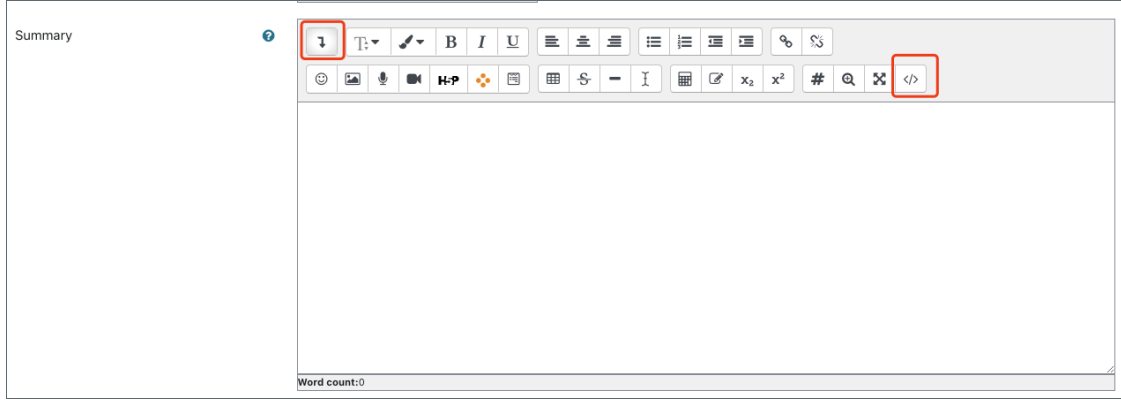 Summary
B I U
H-P
x₂ x²
#
</>
Word count:0